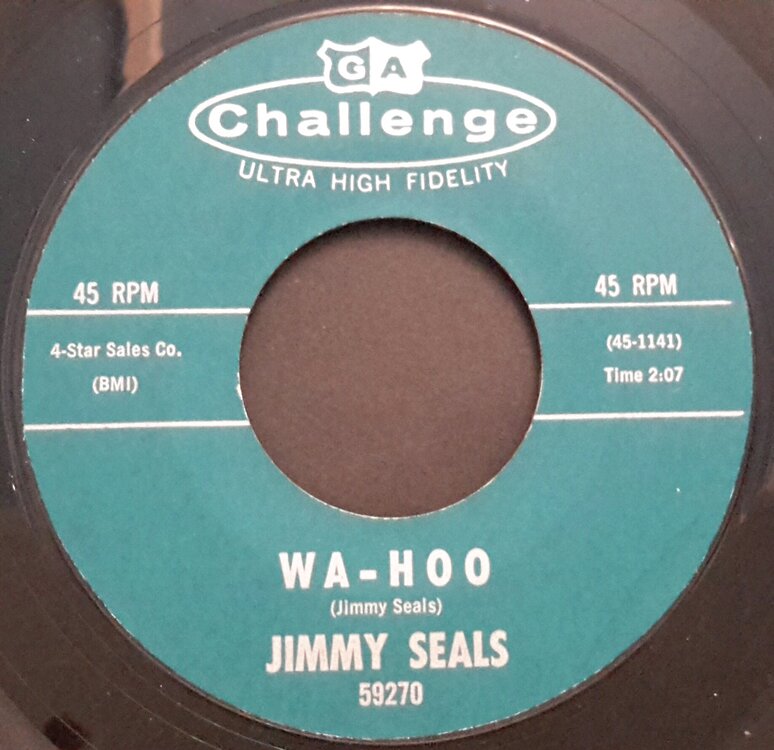 GA
Challenge
ULTRA HIGH FIDELITY
45 RPM
45 RPM
4-Star Sales Co.
(BMI)
(45-1141)
Time 2:07
WA-HOO
(Jimmy Seals)
JIMMY SEALS
59270